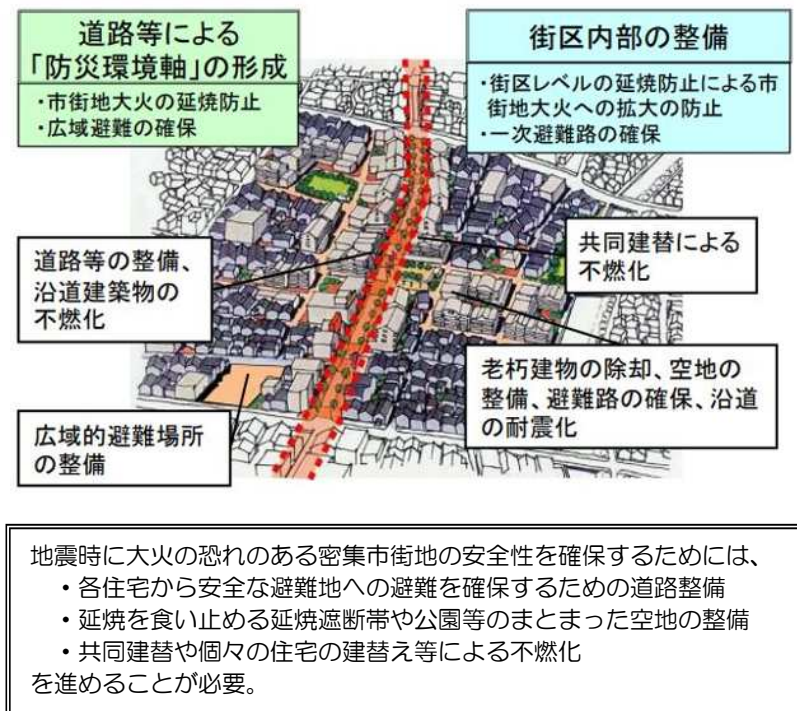 道路等による
「防災環境軸」の形成
・市街地大火の延焼防止
・広域避難の確保
街区内部の整備
・街区レベルの延焼防止による市
街地大火への拡大の防止
・一次避難路の確保
道路等の整備、
沿道建築物の
不燃化
共同建替による
不燃化
広域的避難場所
の整備
老朽建物の除却、空地の
整備、避難路の確保、沿道
の耐震化
地震時に大火の恐れのある密集市街地の安全性を確保するためには、
・各住宅から安全な避難地への避難を確保するための道路整備
・延焼を食い止める延焼遮断帯や公園等のまとまった空地の整備
・共同建替や個々の住宅の建替え等による不燃化
を進めることが必要。